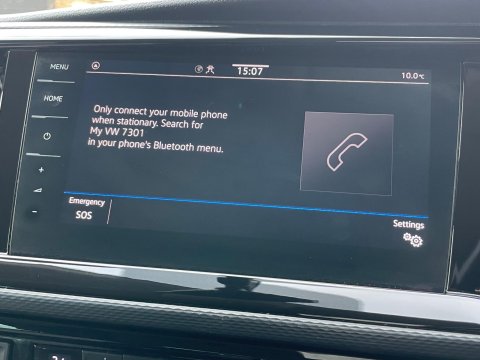 MENU
15:07
10.0°C
HOME
Only connect your mobile phone
when stationary. Search for
My VW 7301
in your phone's Bluetooth menu.
+
-
Emergency
SOS
Settings